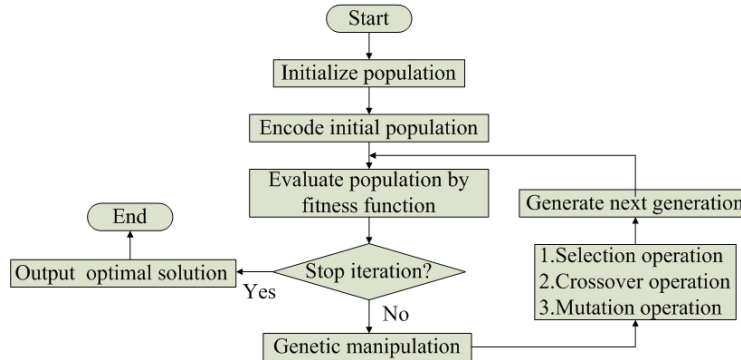 Start
Initialize population
Encode initial population
Evaluate population by
fitness function
Stop iteration?
Yes
No
Output optimal solution
End
Genetic manipulation
1.Selection operation
2.Crossover operation
3.Mutation operation
Generate next generation